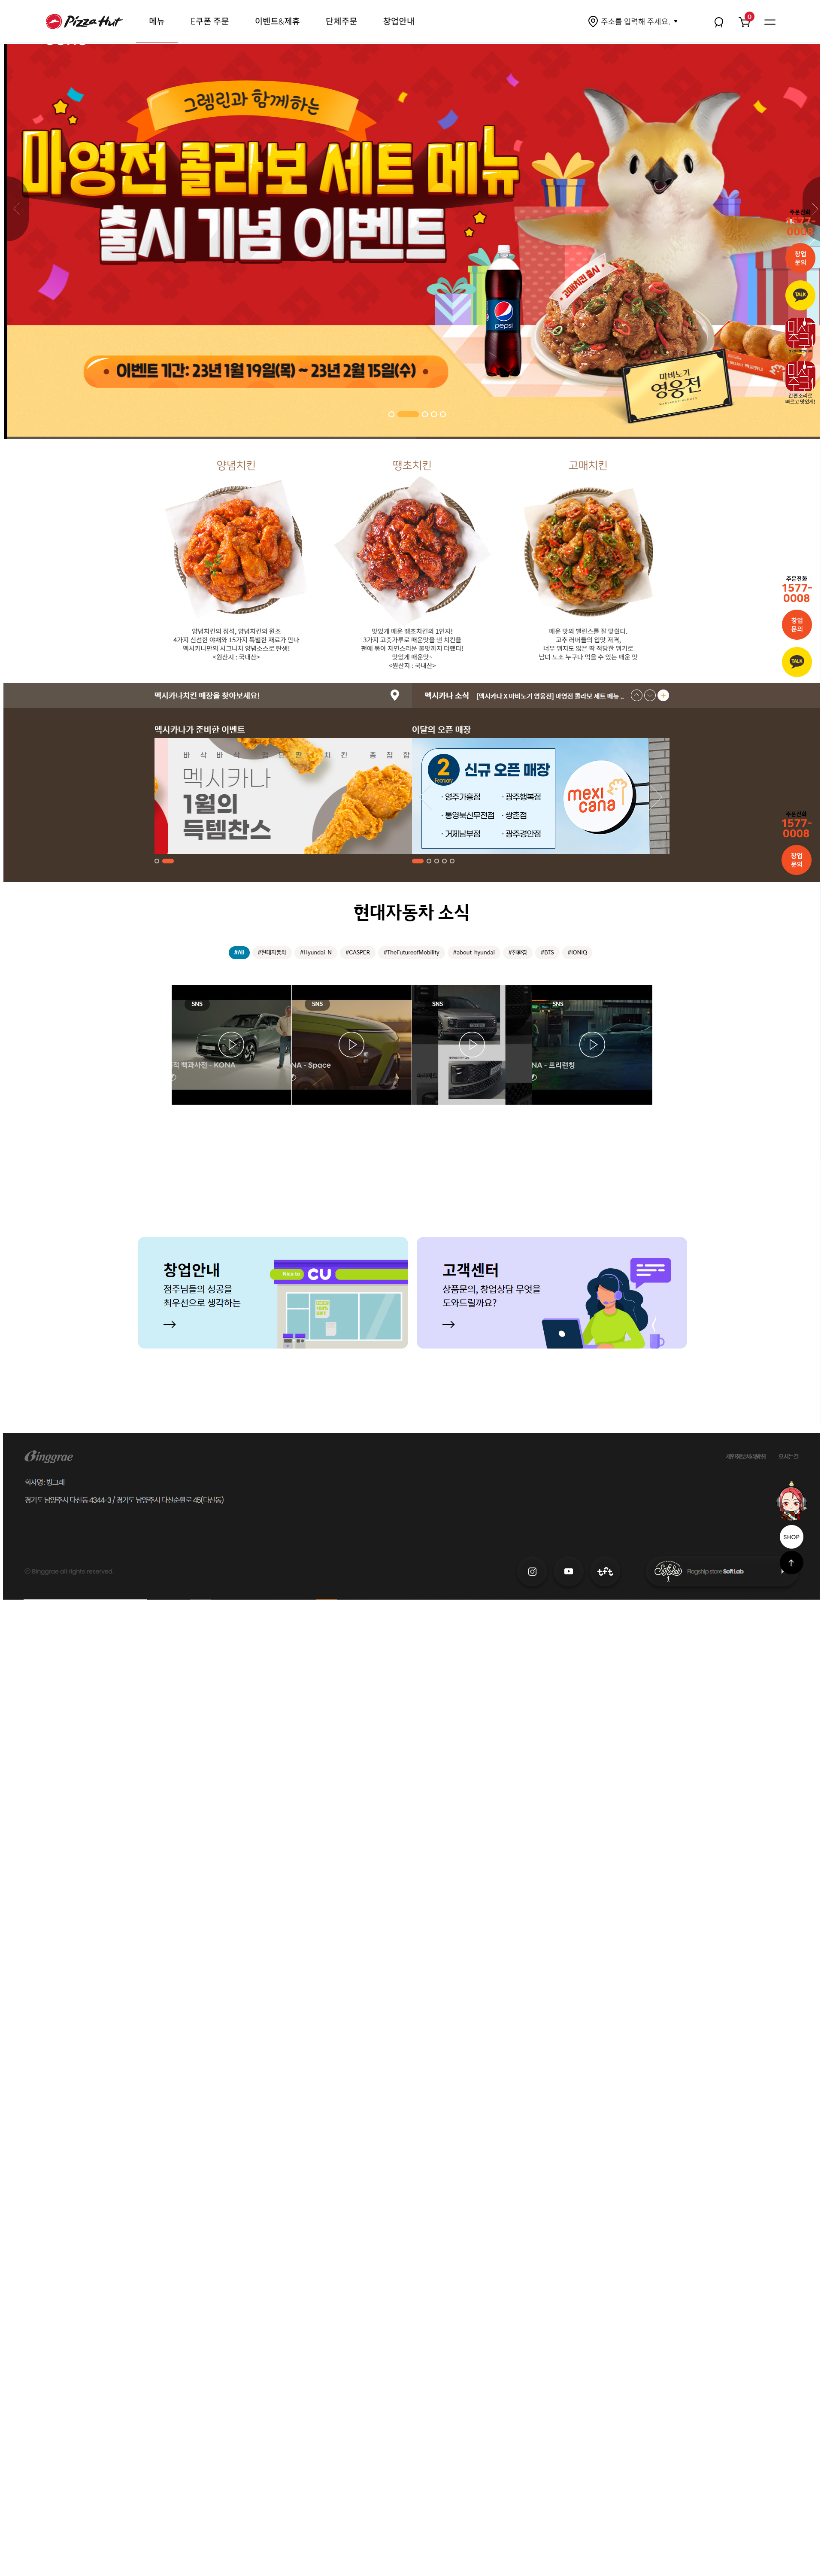 Pizza Hut
메뉴
E쿠폰 주문
이벤트&제휴
단체주문
창업안내
주소를 입력해 주세요.
0
그렘린과 함께하는
마영전 콜라보 세트 메뉴
출시 기념 이벤트
이벤트 기간: 23년 1월 19일(목) ~ 23년 2월 15일(수)
pepsi
고매치킨 출시
마비노기
영웅전
주문전화
0008
창업
문의
TALK
간편 조리로
빠르고 맛있게!
양념치킨
땡초치킨
고매치킨
양념치킨의 정석, 양념치킨의 원조
4가지 신선한 야채와 15가지 특별한 재료가 만나
멕시카나만의 시그니처 양념소스로 탄생!
<원산지 : 국내산>
맛있게 매운 땡초치킨의 1인자!
3가지 고춧가루로 매운맛을 낸 치킨을
팬에 볶아 자연스러운 불맛까지 더했다!
맛있게 매운맛~
<원산지 : 국내산>
매운 맛의 밸런스를 잘 맞췄다.
고추 러버들의 입맛 저격,
너무 맵지도 않은 딱 적당한 맵기로
남녀 노소 누구나 먹을 수 있는 매운 맛
주문전화
1577-
0008
창업
문의
TALK
멕시카나치킨 매장을 찾아보세요!
멕시카나 소식
[멕시카나 X 마비노기 영웅전] 마영전 콜라보 세트 메뉴 ...
멕시카나가 준비한 이벤트
이달의 오픈 매장
멕시카나
1월의
득템찬스
2
February
신규 오픈 매장
· 영주가흥점
· 광주행복점
· 통영북신무전점
· 쌍촌점
· 거제남부점
· 광주경안점
mexi
cana
주문전화
1577-
0008
창업
문의
현대자동차 소식
#All
#현대자동차
#Hyundai_N
#CASPER
#TheFutureofMobility
#about_hyundai
#친환경
#BTS
#IONIQ
SNS
SNS
SNS
SNS
백과사전 - KONA
NA - Space
NA - 프리런칭
창업안내
점주님들의 성공을
최우선으로 생각하는
Nice to
CU
고객센터
상품문의, 창업상담 무엇을
도와드릴까요?
Binggrae
개인정보처리방침
오시는길
회사명 : 빙그레
경기도 남양주시 다산동 4344-3 / 경기도 남양주시 다산순환로 45(다산동)
SHOP
ⓒ Binggrae all rights reserved.
Flagship store Soft Lab